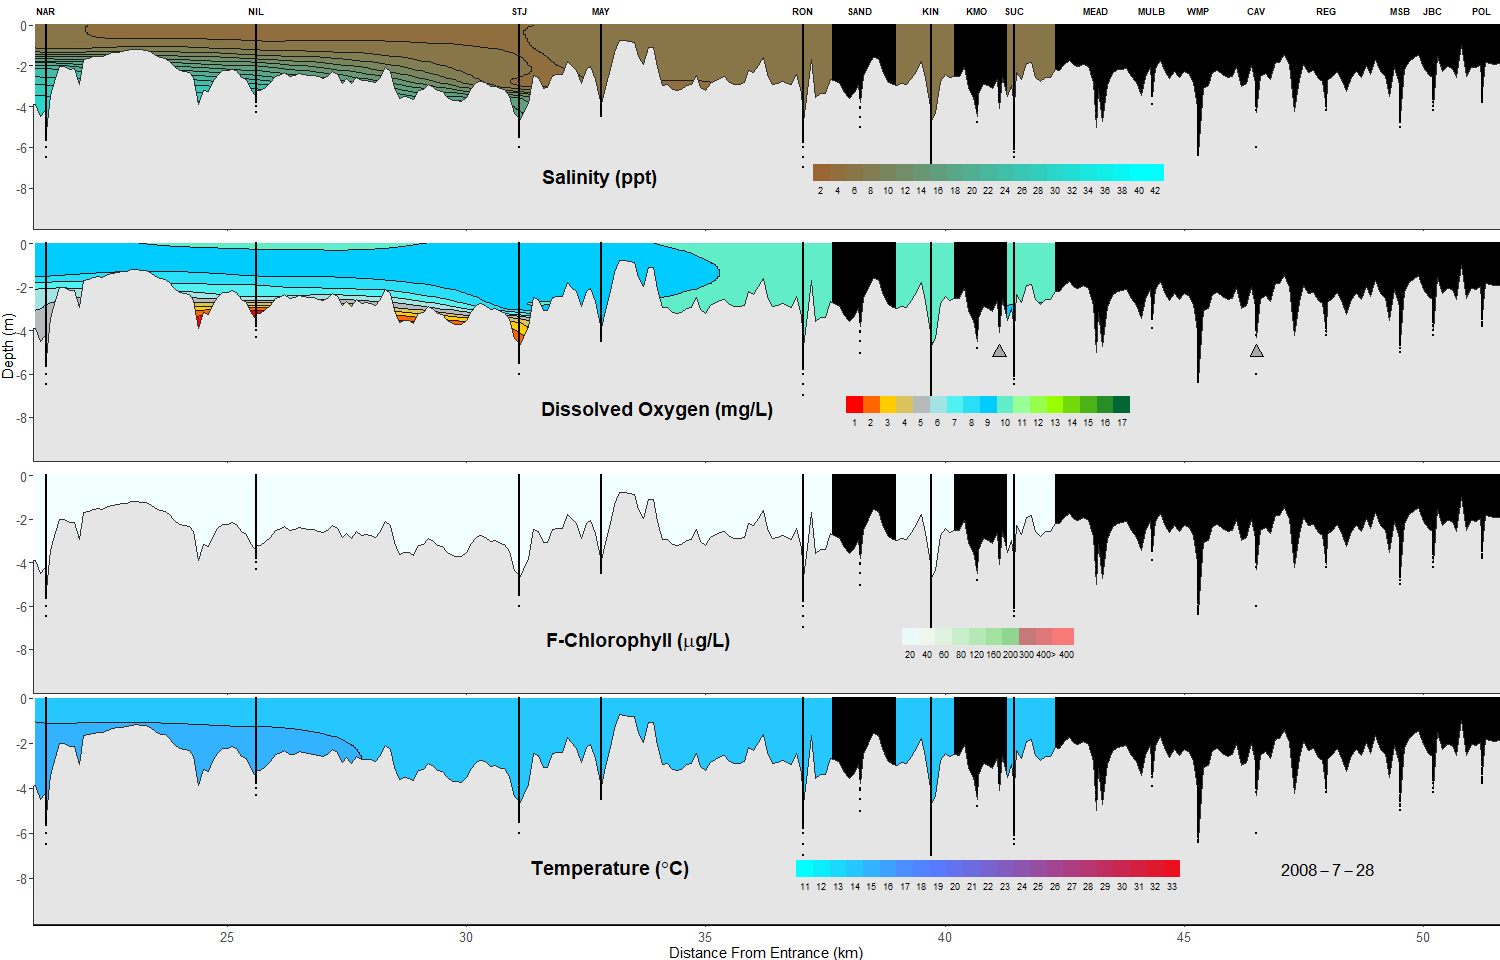 NAR NIL STJ MAY RON SAND KIN KMO SUC MEAD MULB WMP CAV REG MSB JBC POL
0
-2
-4
-6
-8
Salinity (ppt)
2 4 6 8 10 12 14 16 18 20 22 24 26 28 30 32 34 36 38 40 42
0
-2
-4
-6
-8
Depth (m)
Dissolved Oxygen (mg/L)
1 2 3 4 5 6 7 8 9 10 11 12 13 14 15 16 17
0
-2
-4
-6
-8
F-Chlorophyll (μg/L)
20 40 60 80 120 160 200 300 400> 400
0
-2
-4
-6
-8
Temperature (°C)
11 12 13 14 15 16 17 18 19 20 21 22 23 24 25 26 27 28 29 30 31 32 33
2008–7–28
25 30 35 40 45 50
Distance From Entrance (km)